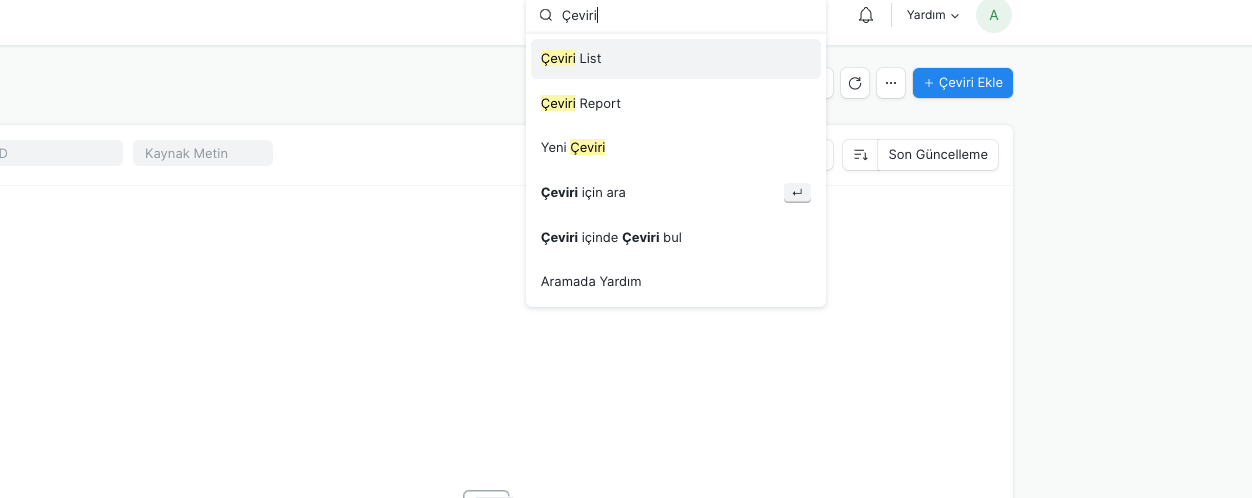 Çeviri
Yardım
A
Çeviri List
Çeviri Ekle
Çeviri Report
Yeni Çeviri
D
Kaynak Metin
Son Güncelleme
Çeviri için ara
Çeviri içinde Çeviri bul
Aramada Yardım